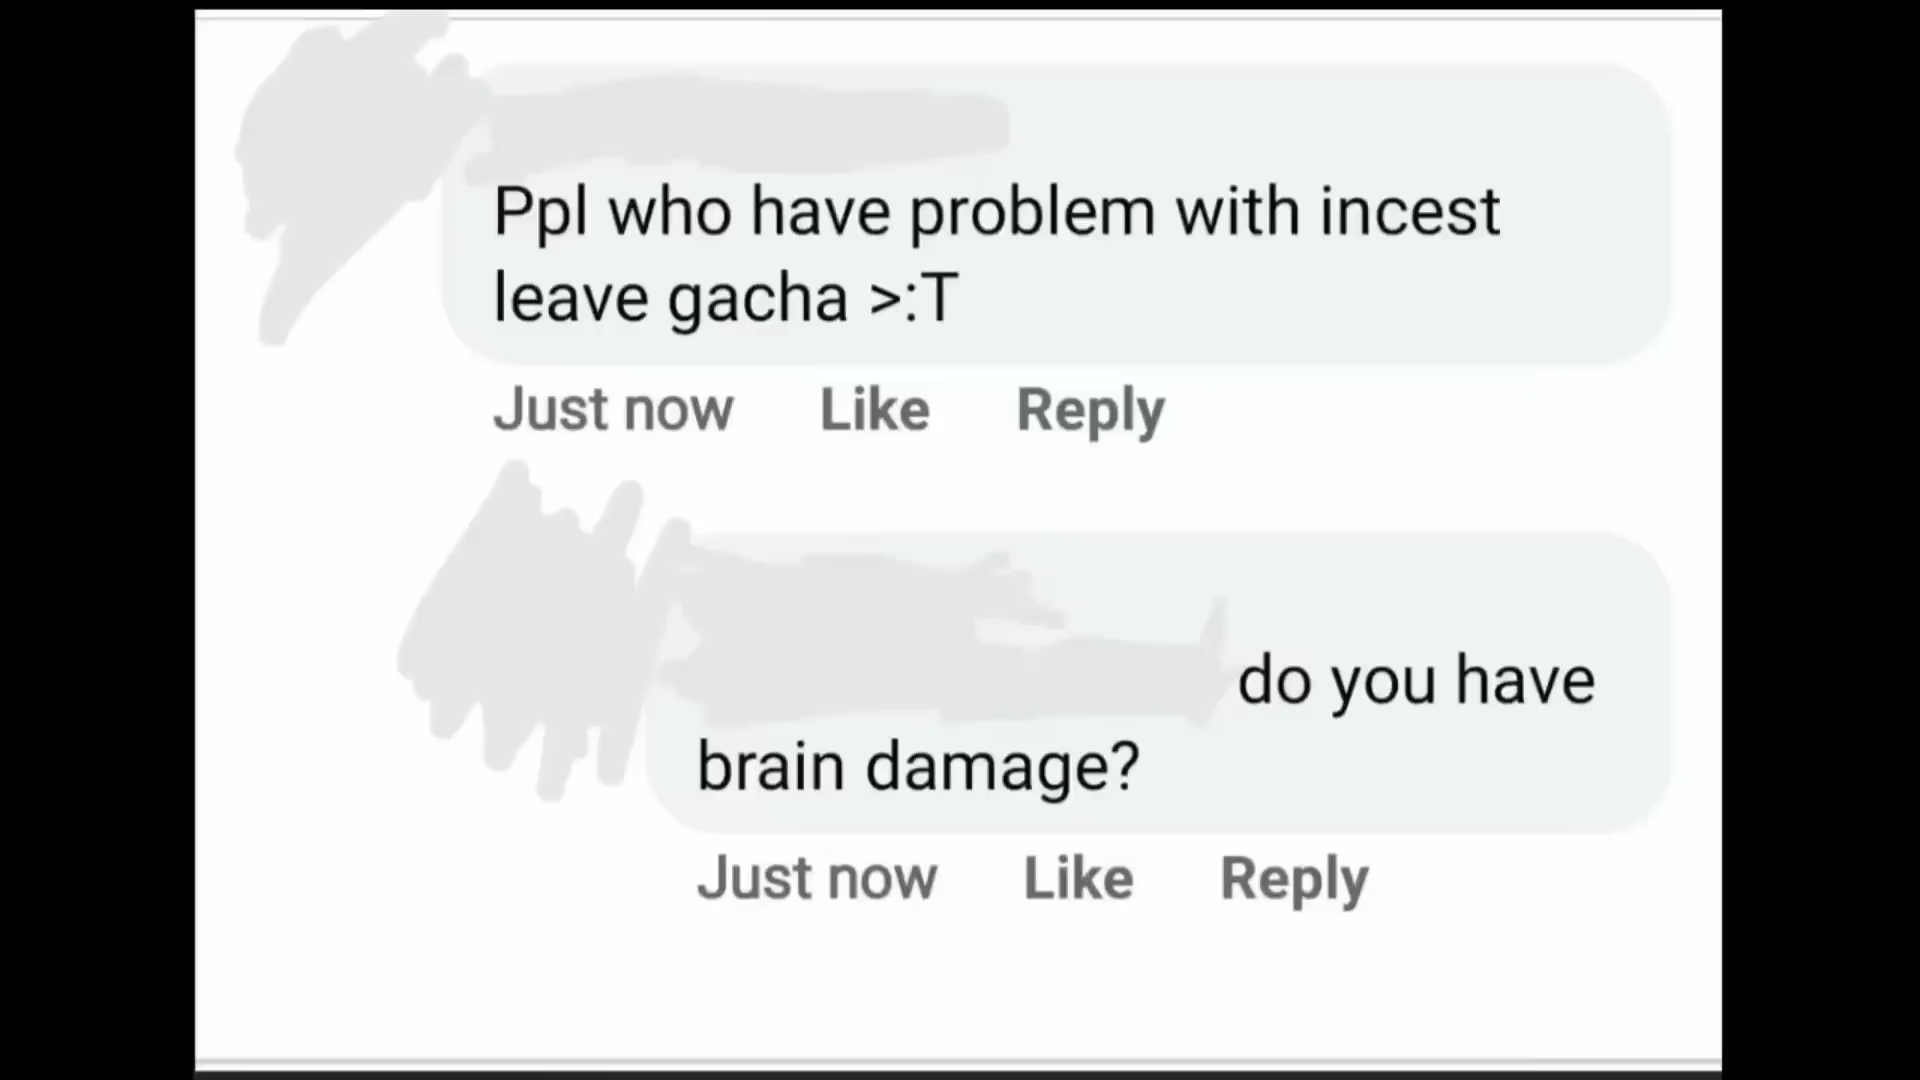 Ppl who have problem with incest
leave gacha >:T
Just now Like Reply
do you have
brain damage?
Just now Like Reply